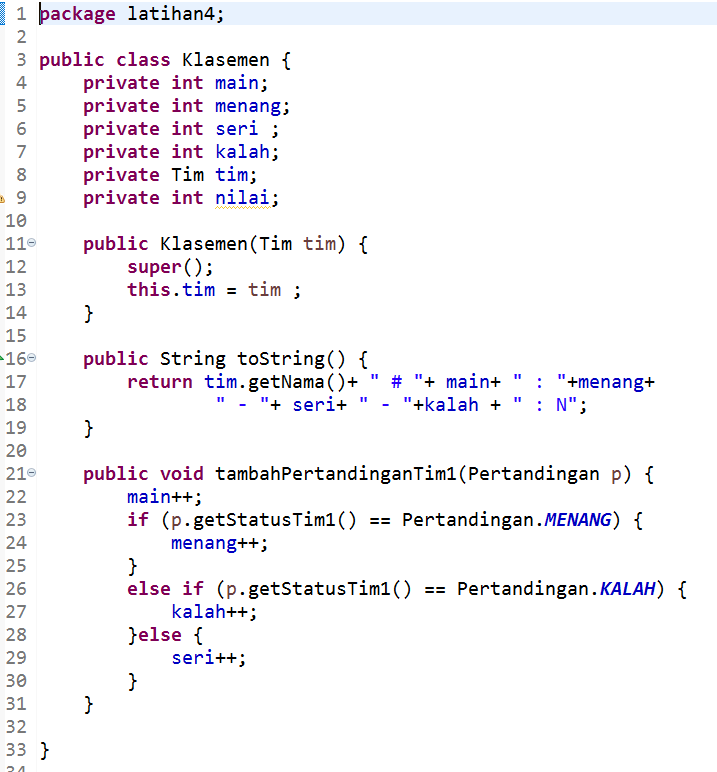 1 package latihan4;
2
3 public class Klasemen {
4     private int main;
5     private int menang;
6     private int seri ;
7     private int kalah;
8     private Tim tim;
9     private int nilai;
10
11     public Klasemen(Tim tim) {
12         super();
13         this.tim = tim ;
14     }
15
16     public String toString() {
17         return tim.getNama()+ " # "+ main+ " : "+menang+
18                 " - "+ seri+ " - "+kalah + " : N";
19     }
20
21     public void tambahPertandinganTim1(Pertandingan p) {
22         main++;
23         if (p.getStatusTim1() == Pertandingan.MENANG) {
24             menang++;
25         }
26         else if (p.getStatusTim1() == Pertandingan.KALAH) {
27             kalah++;
28         }else {
29             seri++;
30         }
31     }
32
33 }
34